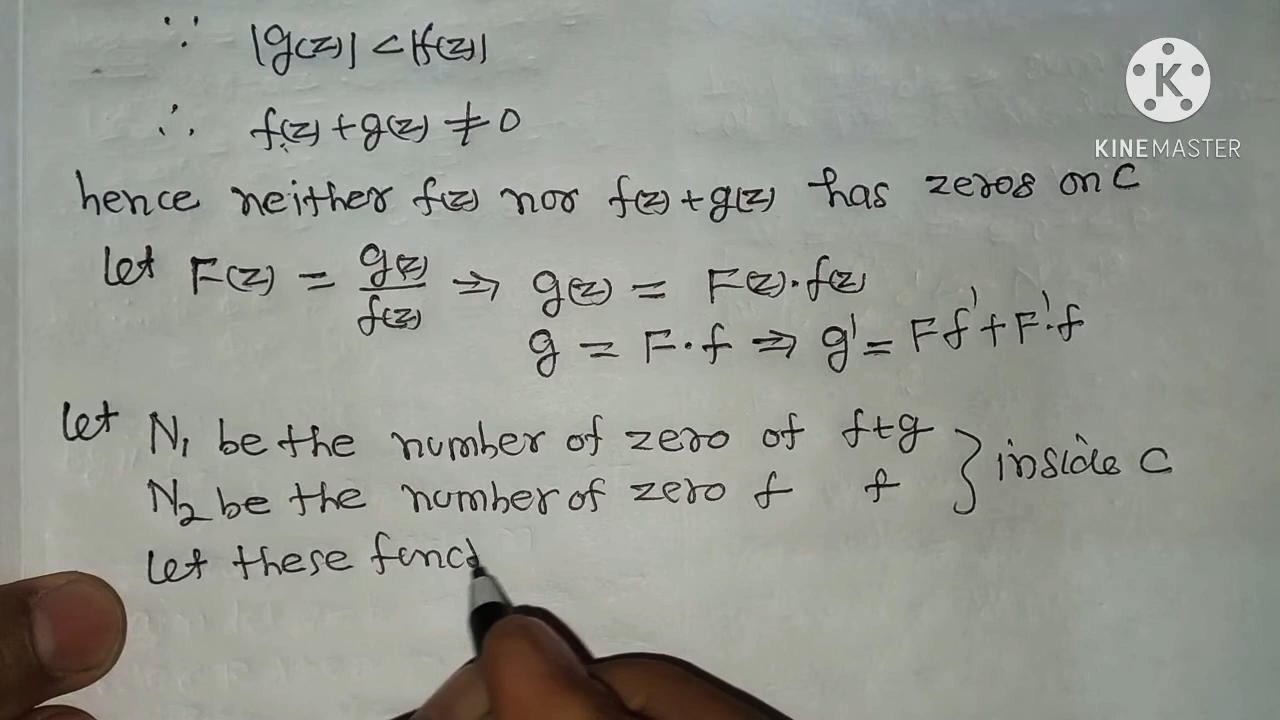 ∵ |g(z)| < |f(z)|
∴ f(z) + g(z) ≠ 0
hence neither f(z) nor f(z) + g(z) has zeros on C
let F(z) = g(z)/f(z) ⇒ g(z) = F(z)·f(z)
g = F·f ⇒ g' = Ff' + F'·f
let N₁ be the number of zero of f+g
N₂ be the number of zero f f } inside C
Let these funct
K
KINEMASTER